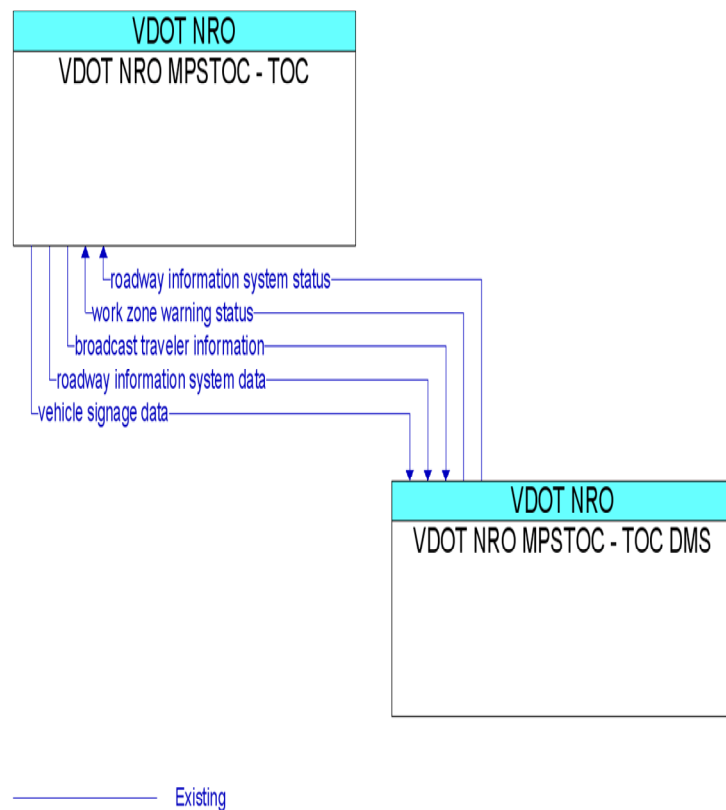 VDOT NRO
VDOT NRO MPSTOC - TOC
roadway information system status
work zone warning status
broadcast traveler information
roadway information system data
vehicle signage data
VDOT NRO
VDOT NRO MPSTOC - TOC DMS
Existing